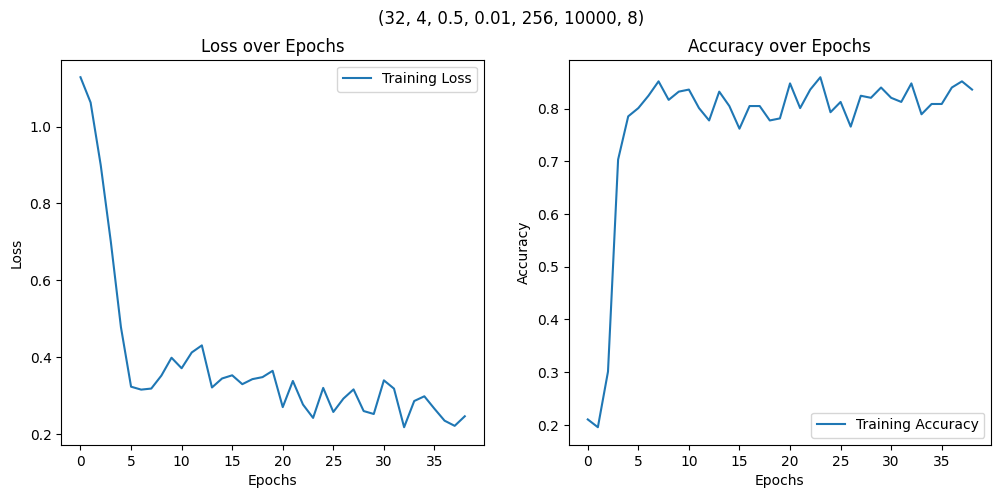 (32, 4, 0.5, 0.01, 256, 10000, 8)
Loss over Epochs
Training Loss
1.0
0.8
0.6
0.4
0.2
Loss
0 5 10 15 20 25 30 35
Epochs
Accuracy over Epochs
0.8
0.7
0.6
0.5
0.4
0.3
0.2
Accuracy
Training Accuracy
0 5 10 15 20 25 30 35
Epochs